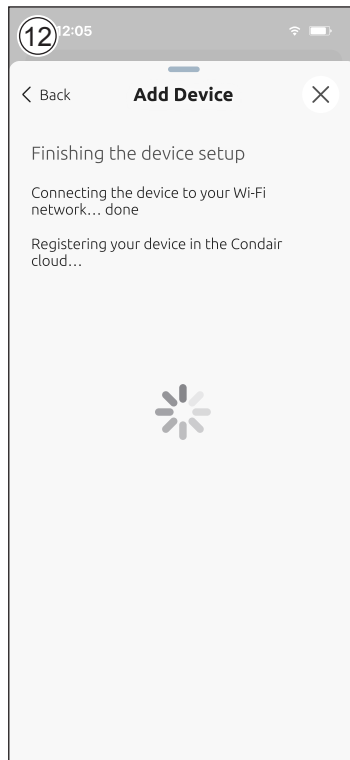 12
12:05
Back
Add Device
Finishing the device setup
Connecting the device to your Wi-Fi
network... done
Registering your device in the Condair
cloud...